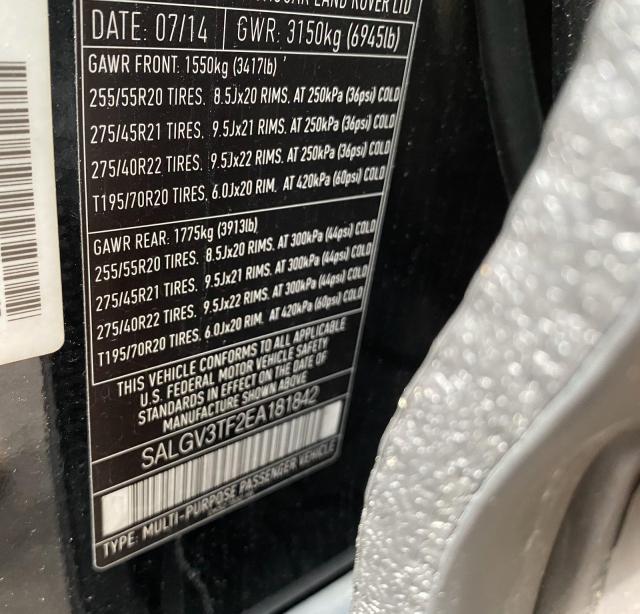 JAGUAR LAND ROVER LTD
DATE: 07/14 GWR: 3150kg (6945lb)
GAWR FRONT: 1550kg (3417lb)
255/55R20 TIRES. 8.5Jx20 RIMS. AT 250kPa (36psi) COLD
275/45R21 TIRES. 9.5Jx21 RIMS. AT 250kPa (36psi) COLD
275/40R22 TIRES. 9.5Jx22 RIMS. AT 250kPa (36psi) COLD
T195/70R20 TIRES. 6.0Jx20 RIM. AT 420kPa (60psi) COLD
GAWR REAR: 1775kg (3913lb)
255/55R20 TIRES. 8.5Jx20 RIMS. AT 300kPa (44psi) COLD
275/45R21 TIRES. 9.5Jx21 RIMS. AT 300kPa (44psi) COLD
275/40R22 TIRES. 9.5Jx22 RIMS. AT 300kPa (44psi) COLD
T195/70R20 TIRES. 6.0Jx20 RIM. AT 420kPa (60psi) COLD
THIS VEHICLE CONFORMS TO ALL APPLICABLE
U.S. FEDERAL MOTOR VEHICLE SAFETY
STANDARDS IN EFFECT ON THE DATE OF
MANUFACTURE SHOWN ABOVE
SALGV3TF2EA181842
TYPE: MULTI-PURPOSE PASSENGER VEHICLE